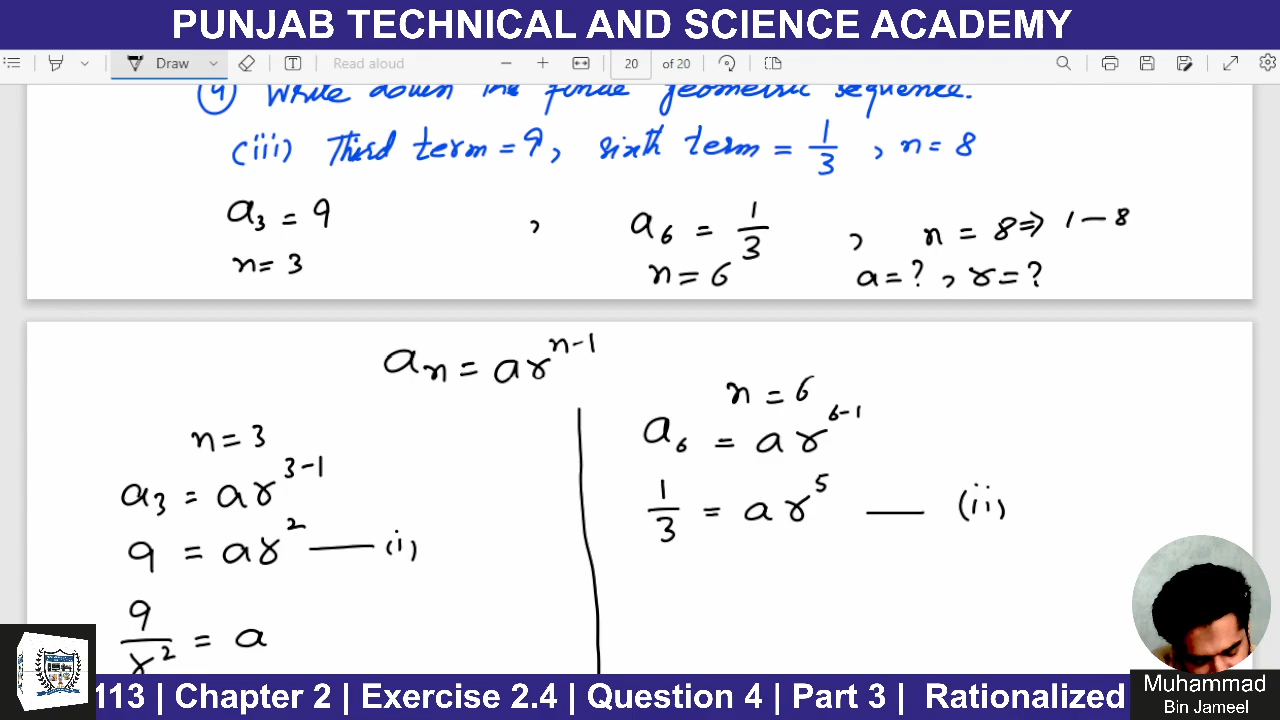 PUNJAB TECHNICAL AND SCIENCE ACADEMY
Draw Read aloud 20 of 20
(4) Write down the finite geometric sequence.
(iii) Third term = 9, sixth term = 1/3, n = 8
a₃ = 9 , a₆ = 1/3 , n = 8 ⇒ 1 – 8
n = 3 n = 6 a = ? , r = ?
aₙ = arⁿ⁻¹
n = 3
a₃ = ar³⁻¹
9 = ar² —— (i)
9/r² = a
n = 6
a₆ = ar⁶⁻¹
1/3 = ar⁵ —— (ii)
113 | Chapter 2 | Exercise 2.4 | Question 4 | Part 3 | Rationalized
Muhammad
Bin Jameel